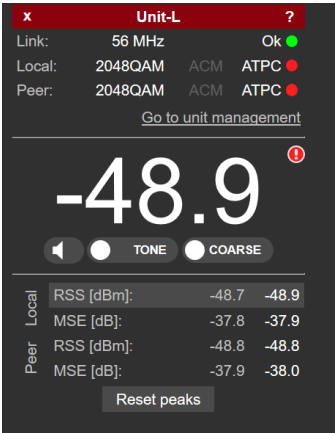 x Unit-L ?
Link: 56 MHz Ok
Local: 2048QAM ACM ATPC
Peer: 2048QAM ACM ATPC
Go to unit management
!
-48.9
TONE COARSE
Local
RSS [dBm]: -48.7 -48.9
MSE [dB]: -37.8 -37.9
Peer
RSS [dBm]: -48.8 -48.8
MSE [dB]: -37.9 -38.0
Reset peaks